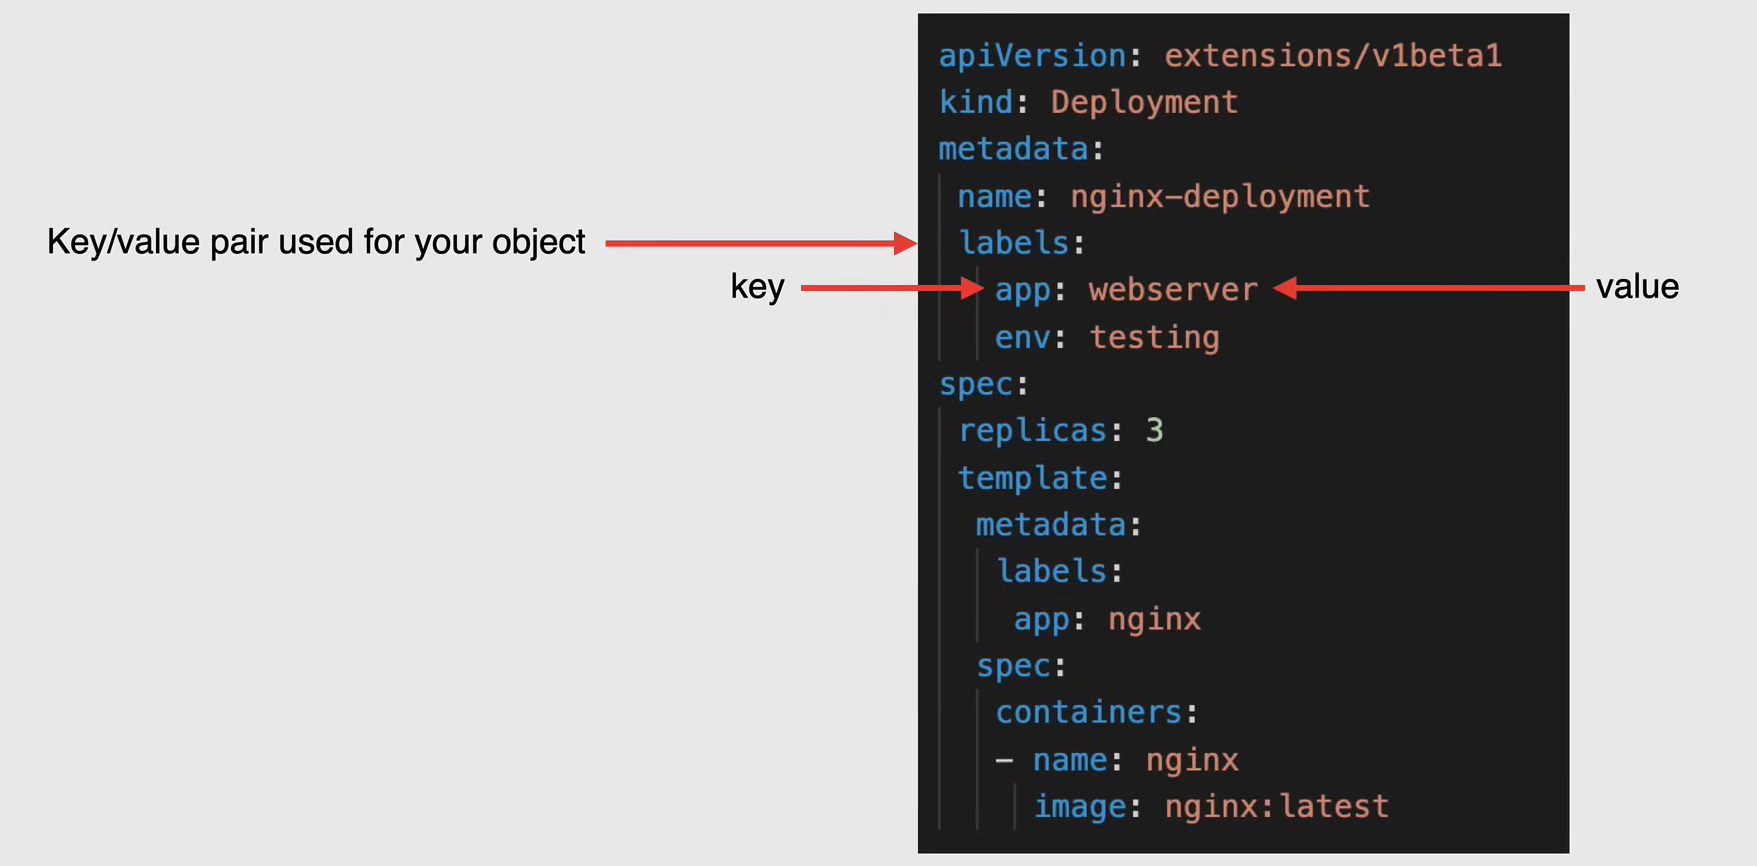 apiVersion: extensions/v1beta1
kind: Deployment
metadata:
name: nginx-deployment
Key/value pair used for your object
labels:
key
app: webserver
value
env: testing
spec:
replicas: 3
template:
metadata:
labels:
app: nginx
spec:
containers:
- name: nginx
image: nginx:latest